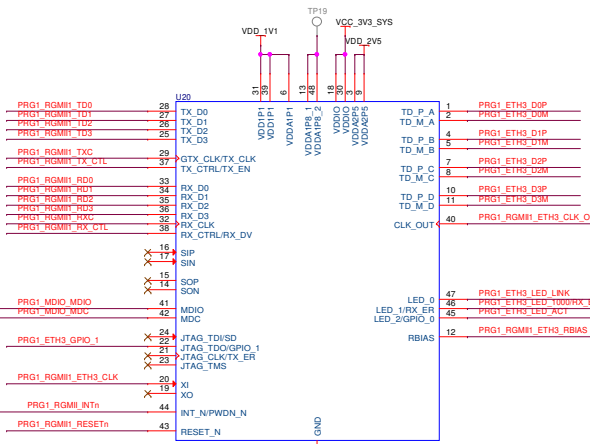 TP19
VCC_3V3_SYS
VDD_1V1
VDD_2V5
31
39
6
13
48
18
30
3
9
U20
VDD1P1
VDD1P1
VDDA1P1
VDDA1P8_1
VDDA1P8_2
VDDIO
VDDIO
VDDA2P5
VDDA2P5
PRG1_RGMII1_TD0 28 TX_D0
PRG1_RGMII1_TD1 27 TX_D1
PRG1_RGMII1_TD2 26 TX_D2
PRG1_RGMII1_TD3 25 TX_D3
PRG1_RGMII1_TXC 29 GTX_CLK/TX_CLK
PRG1_RGMII1_TX_CTL 37 TX_CTRL/TX_EN
PRG1_RGMII1_RD0 33 RX_D0
PRG1_RGMII1_RD1 34 RX_D1
PRG1_RGMII1_RD2 35 RX_D2
PRG1_RGMII1_RD3 36 RX_D3
PRG1_RGMII1_RXC 32 RX_CLK
PRG1_RGMII1_RX_CTL 38 RX_CTRL/RX_DV
16 SIP
17 SIN
15 SOP
14 SON
PRG1_MDIO_MDIO 41 MDIO
PRG1_MDIO_MDC 42 MDC
24 JTAG_TDI/SD
PRG1_ETH3_GPIO_1 22 JTAG_TDO/GPIO_1
21 JTAG_CLK/TX_ER
23 JTAG_TMS
PRG1_RGMII1_ETH3_CLK 20 XI
19 XO
PRG1_RGMII_INTn 44 INT_N/PWDN_N
PRG1_RGMII1_RESETn 43 RESET_N
TD_P_A 1 PRG1_ETH3_D0P
TD_M_A 2 PRG1_ETH3_D0M
TD_P_B 4 PRG1_ETH3_D1P
TD_M_B 5 PRG1_ETH3_D1M
TD_P_C 7 PRG1_ETH3_D2P
TD_M_C 8 PRG1_ETH3_D2M
TD_P_D 10 PRG1_ETH3_D3P
TD_M_D 11 PRG1_ETH3_D3M
CLK_OUT 40 PRG1_RGMII1_ETH3_CLK_O
LED_0 47 PRG1_ETH3_LED_LINK
LED_1/RX_ER 46 PRG1_ETH3_LED_1000/RX_E
LED_2/GPIO_0 45 PRG1_ETH3_LED_ACT
RBIAS 12 PRG1_RGMII1_ETH3_RBIAS
GND